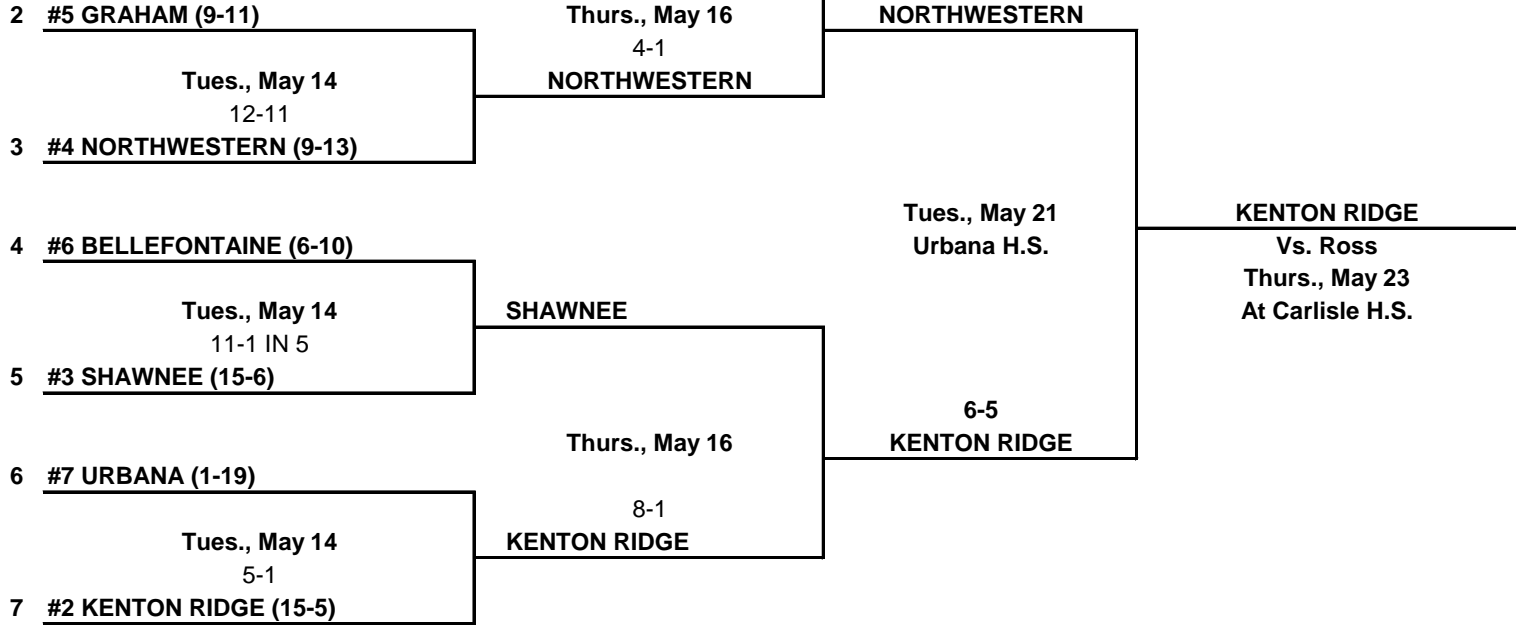 2 #5 GRAHAM (9-11)
Thurs., May 16
NORTHWESTERN
4-1
Tues., May 14
NORTHWESTERN
12-11
3 #4 NORTHWESTERN (9-13)
Tues., May 21
KENTON RIDGE
4 #6 BELLEFONTAINE (6-10)
Urbana H.S.
Vs. Ross
Thurs., May 23
Tues., May 14
SHAWNEE
At Carlisle H.S.
11-1 IN 5
5 #3 SHAWNEE (15-6)
6-5
Thurs., May 16
KENTON RIDGE
6 #7 URBANA (1-19)
8-1
Tues., May 14
KENTON RIDGE
5-1
7 #2 KENTON RIDGE (15-5)